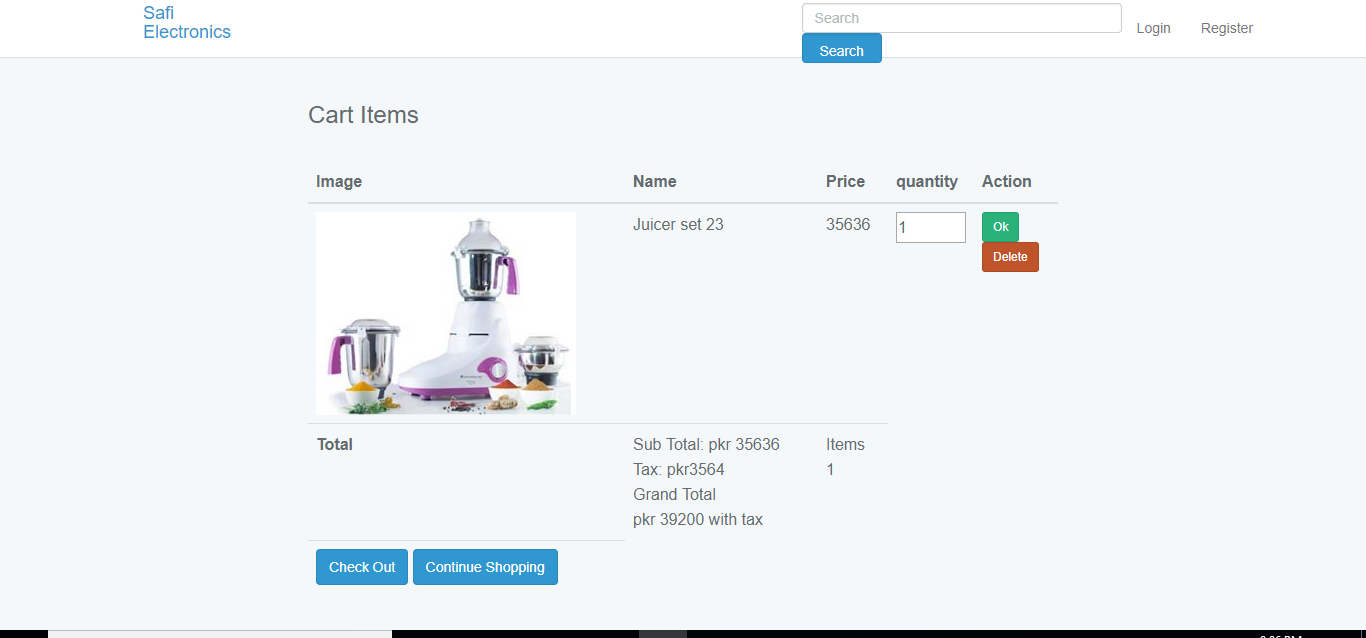 Safi
Electronics
Search
Search
Login
Register
Cart Items
Image Name Price quantity Action
Juicer set 23 35636 1 Ok
Delete
Total Sub Total: pkr 35636 Items
Tax: pkr3564 1
Grand Total
pkr 39200 with tax
Check Out Continue Shopping